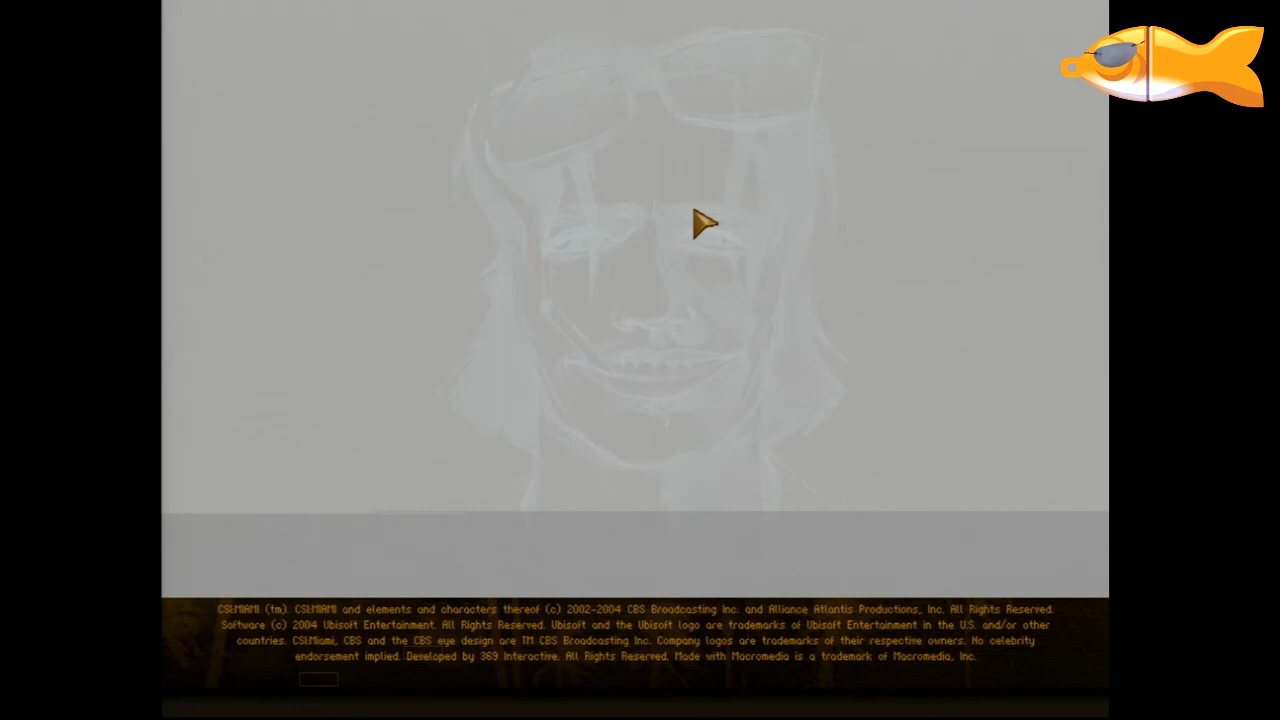 CSI:MIAMI (tm). CSI:MIAMI and elements and characters thereof (c) 2002-2004 CBS Broadcasting Inc. and Alliance Atlantis Productions, Inc. All Rights Reserved.
Software (c) 2004 Ubisoft Entertainment. All Rights Reserved. Ubisoft and the Ubisoft logo are trademarks of Ubisoft Entertainment in the U.S. and/or other
countries. CSI:Miami, CBS and the CBS eye design are TM CBS Broadcasting Inc. Company logos are trademarks of their respective owners. No celebrity
endorsement implied. Developed by 369 Interactive. All Rights Reserved. Made with Macromedia is a trademark of Macromedia, Inc.